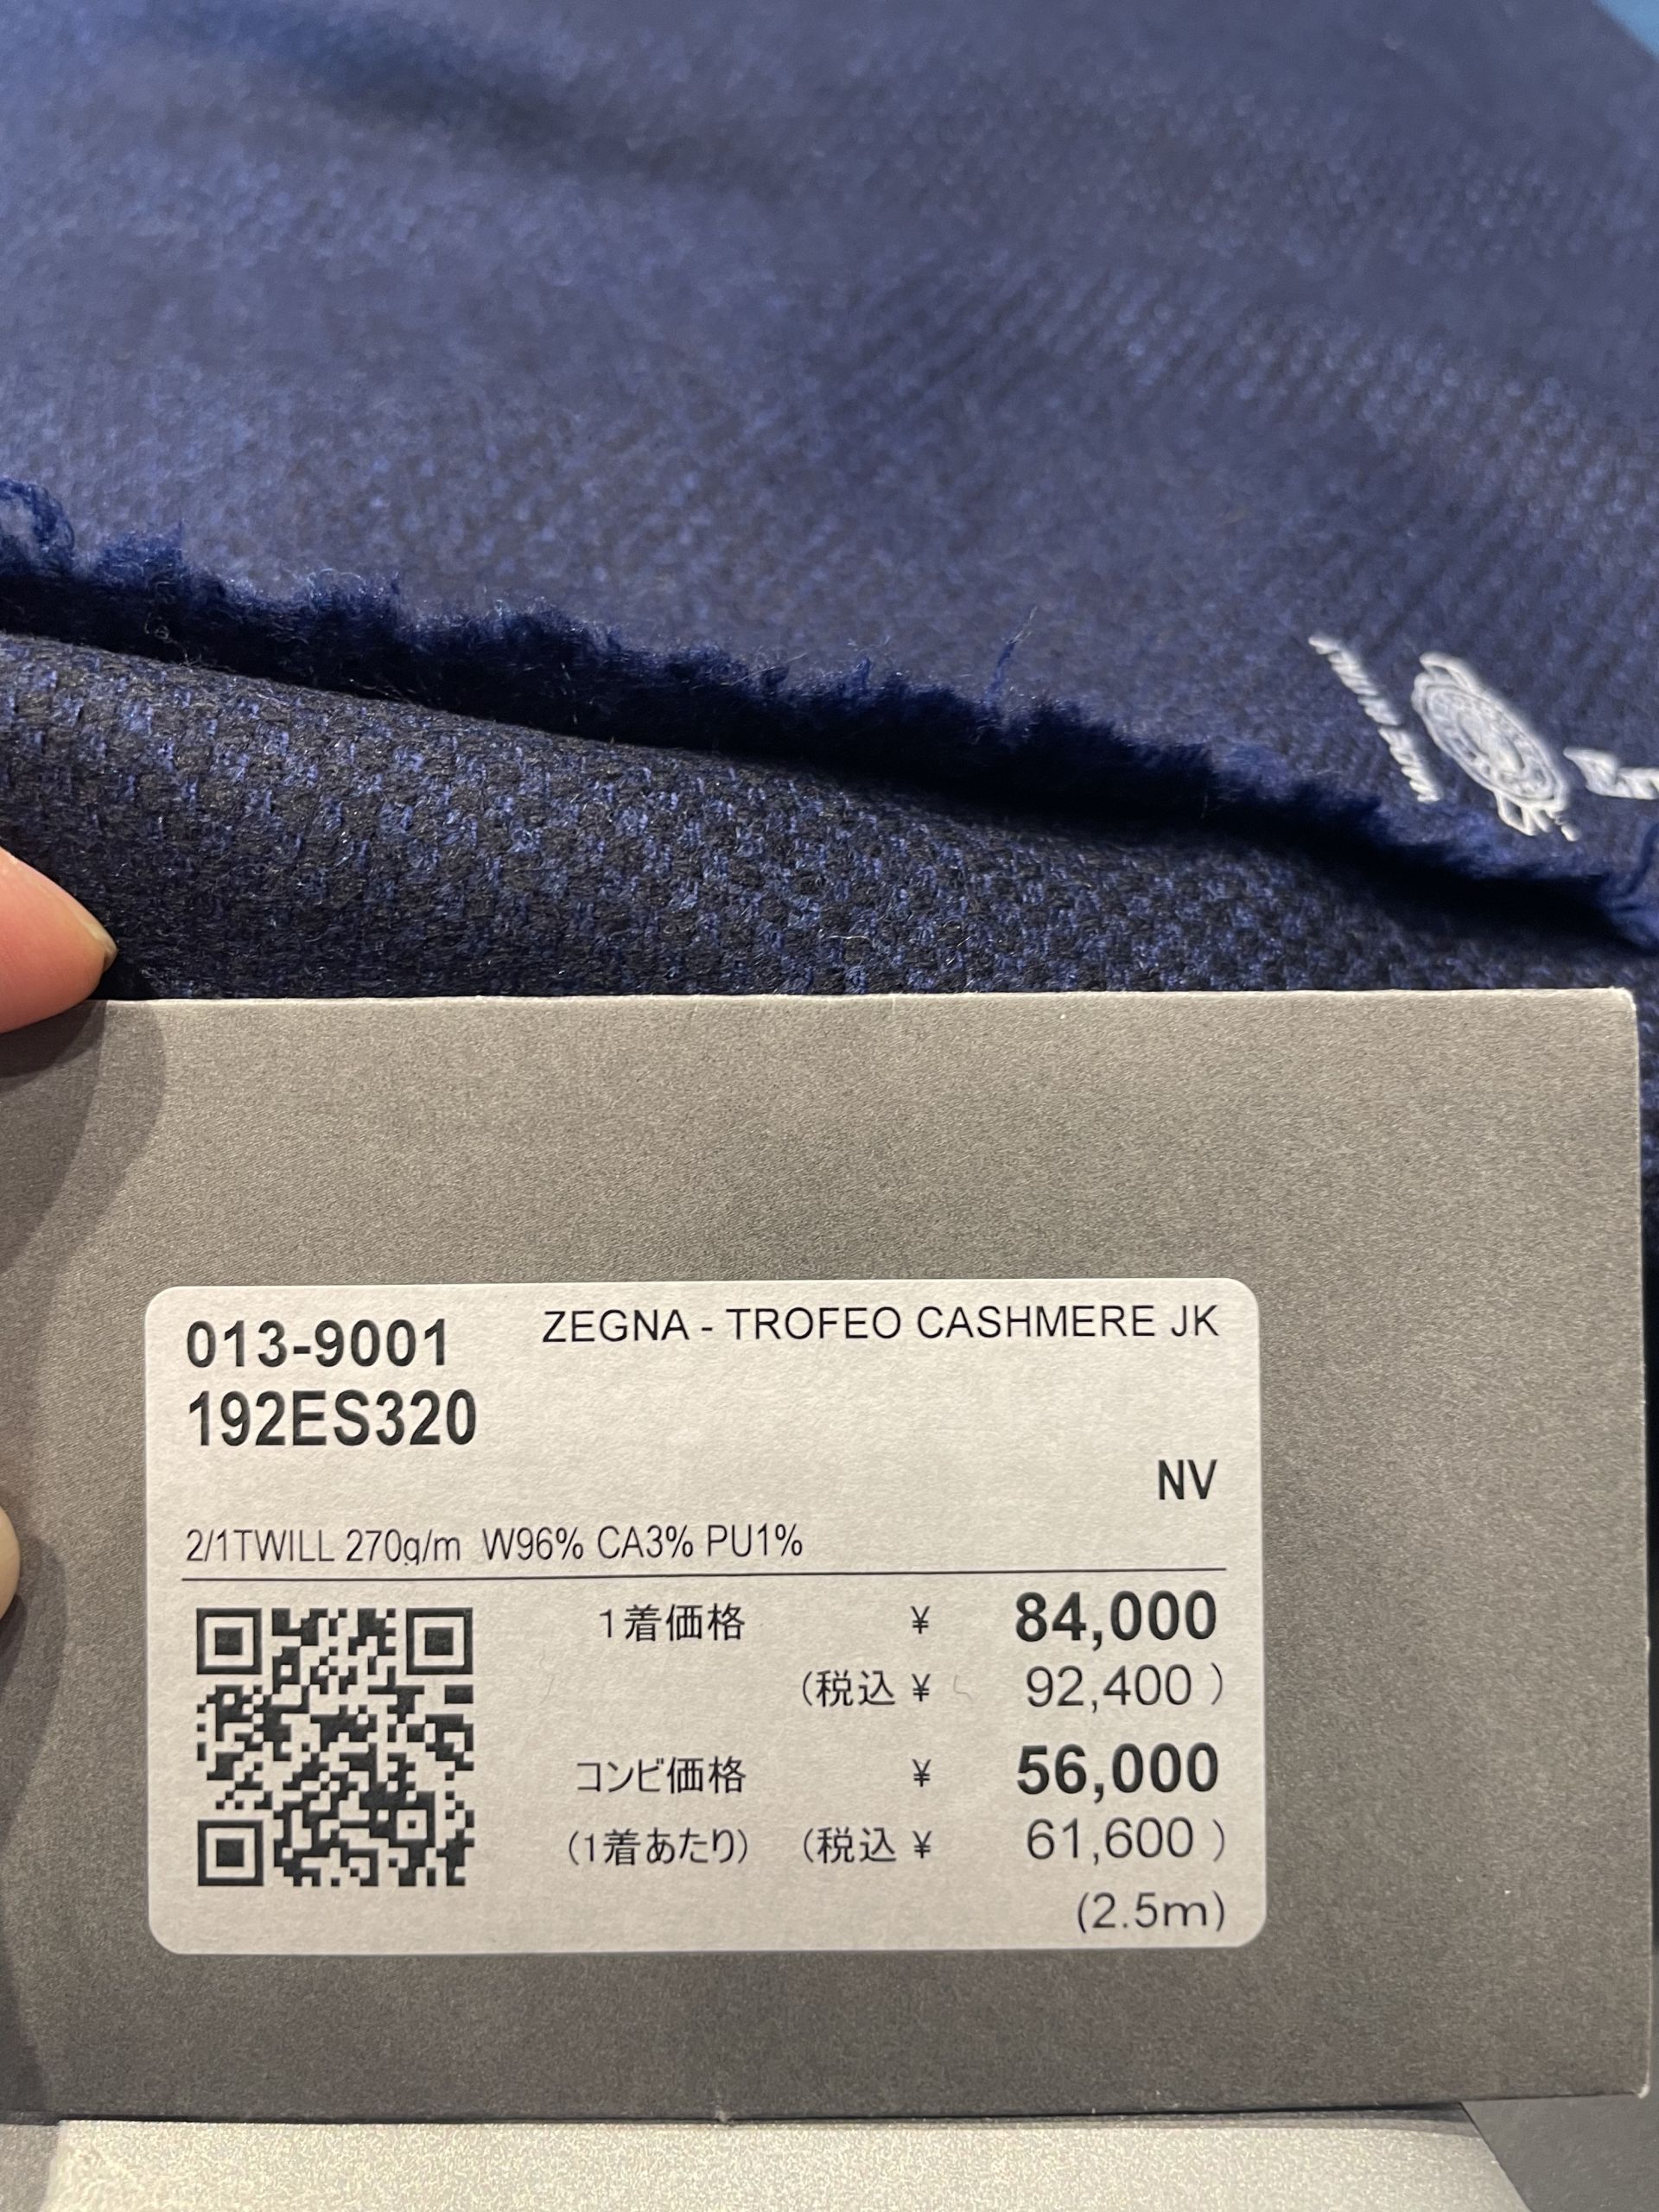 013-9001 ZEGNA - TROFEO CASHMERE JK
192ES320
NV
2/1TWILL 270g/m W96% CA3% PU1%
1着価格 ¥ 84,000
(税込 ¥ 92,400 )
コンビ価格 ¥ 56,000
(1着あたり) (税込 ¥ 61,600 )
(2.5m)